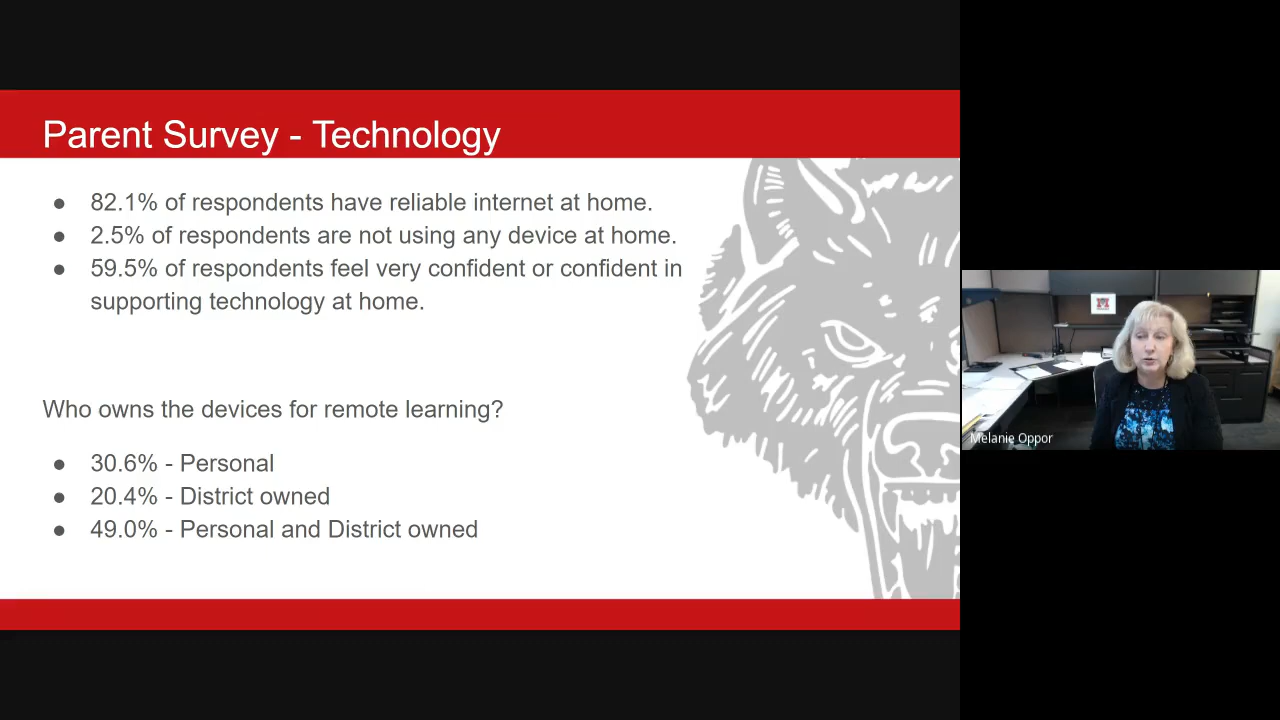 Parent Survey - Technology
● 82.1% of respondents have reliable internet at home.
● 2.5% of respondents are not using any device at home.
● 59.5% of respondents feel very confident or confident in
supporting technology at home.
Who owns the devices for remote learning?
● 30.6% - Personal
● 20.4% - District owned
● 49.0% - Personal and District owned
Melanie Oppor